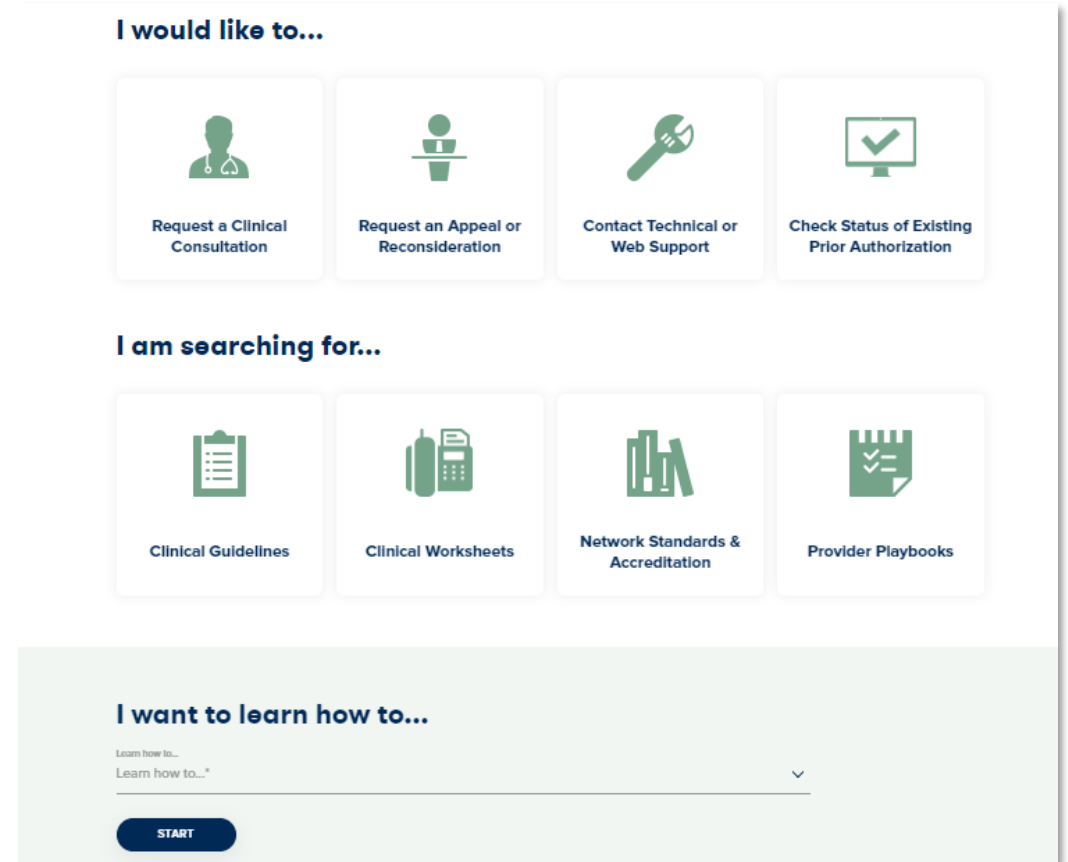 I would like to...
Request a Clinical
Consultation
Request an Appeal or
Reconsideration
Contact Technical or
Web Support
Check Status of Existing
Prior Authorization
I am searching for...
Clinical Guidelines
Clinical Worksheets
Network Standards &
Accreditation
Provider Playbooks
I want to learn how to...
Learn how to...
Learn how to...*
START